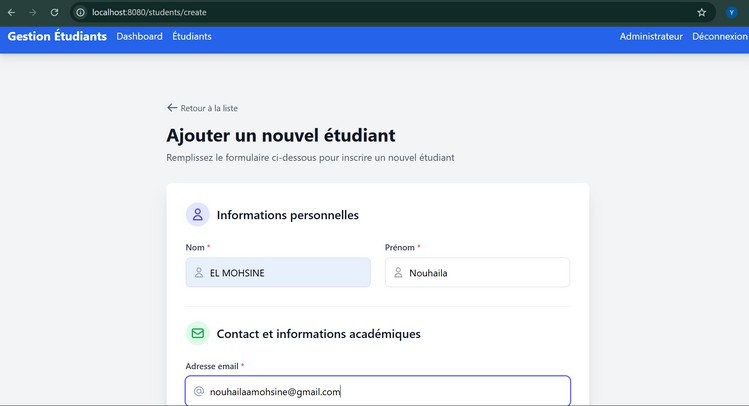 localhost:8080/students/create
Y
Gestion Étudiants Dashboard Étudiants Administrateur Déconnexion
← Retour à la liste
Ajouter un nouvel étudiant
Remplissez le formulaire ci-dessous pour inscrire un nouvel étudiant
Informations personnelles
Nom * Prénom *
EL MOHSINE Nouhaila
Contact et informations académiques
Adresse email *
@ nouhailaamohsine@gmail.com